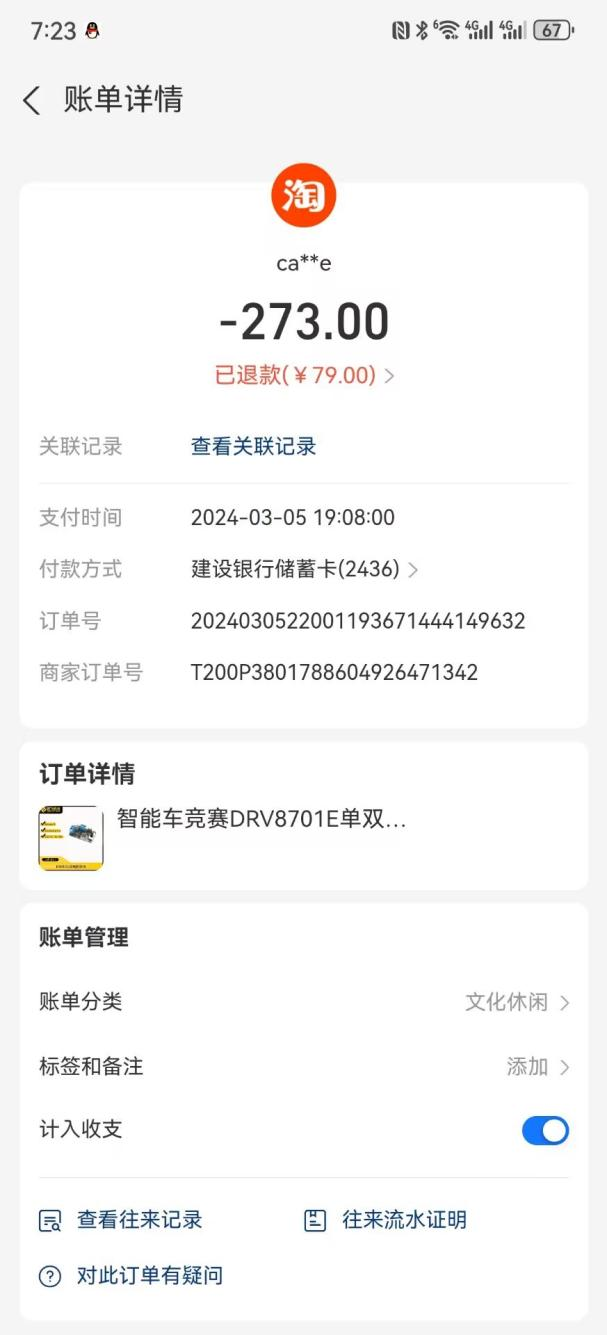 7:23
4G 4G 67
账单详情
淘
ca**e
-273.00
已退款(￥79.00)
关联记录 查看关联记录
支付时间 2024-03-05 19:08:00
付款方式 建设银行储蓄卡(2436)
订单号 2024030522001193671444149632
商家订单号 T200P3801788604926471342
订单详情
智能车竞赛DRV8701E单双...
账单管理
账单分类 文化休闲
标签和备注 添加
计入收支
查看往来记录 往来流水证明
对此订单有疑问